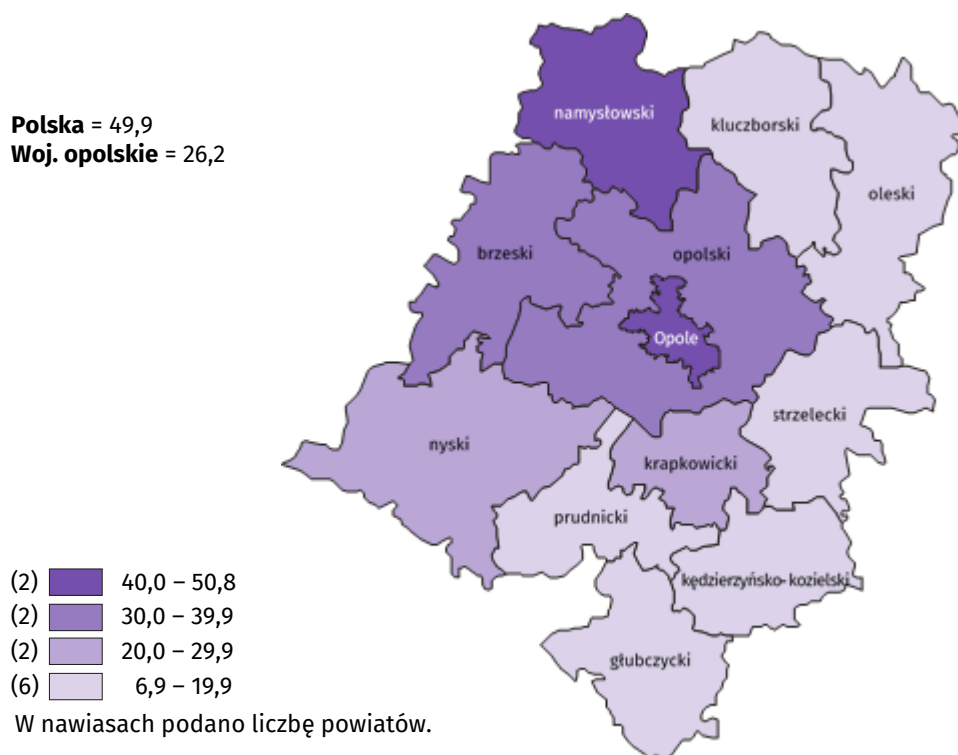 Polska = 49,9
Woj. opolskie = 26,2
namysłowski
kluczborski
oleski
brzeski
opolski
Opole
strzelecki
nyski
krapkowicki
prudnicki
kędzierzyńsko-kozielski
głubczycki
(2) 40,0 – 50,8
(2) 30,0 – 39,9
(2) 20,0 – 29,9
(6) 6,9 – 19,9
W nawiasach podano liczbę powiatów.